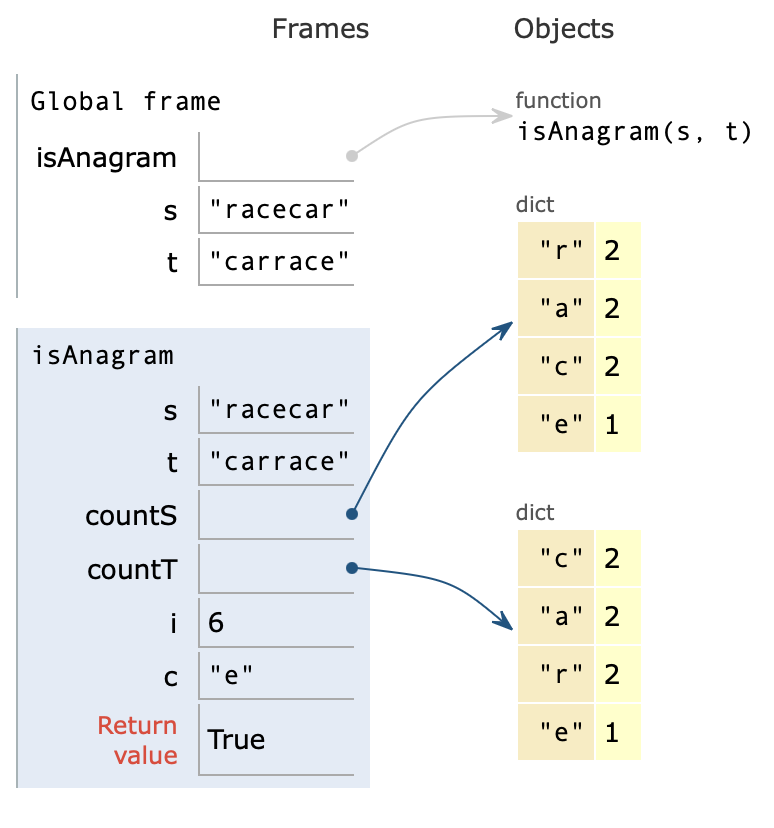 Frames Objects
Global frame
function
isAnagram(s, t)
isAnagram
s "racecar"
t "carrace"
dict
"r" 2
"a" 2
"c" 2
"e" 1
isAnagram
s "racecar"
t "carrace"
countS
countT
i 6
c "e"
Return
value
True
dict
"c" 2
"a" 2
"r" 2
"e" 1